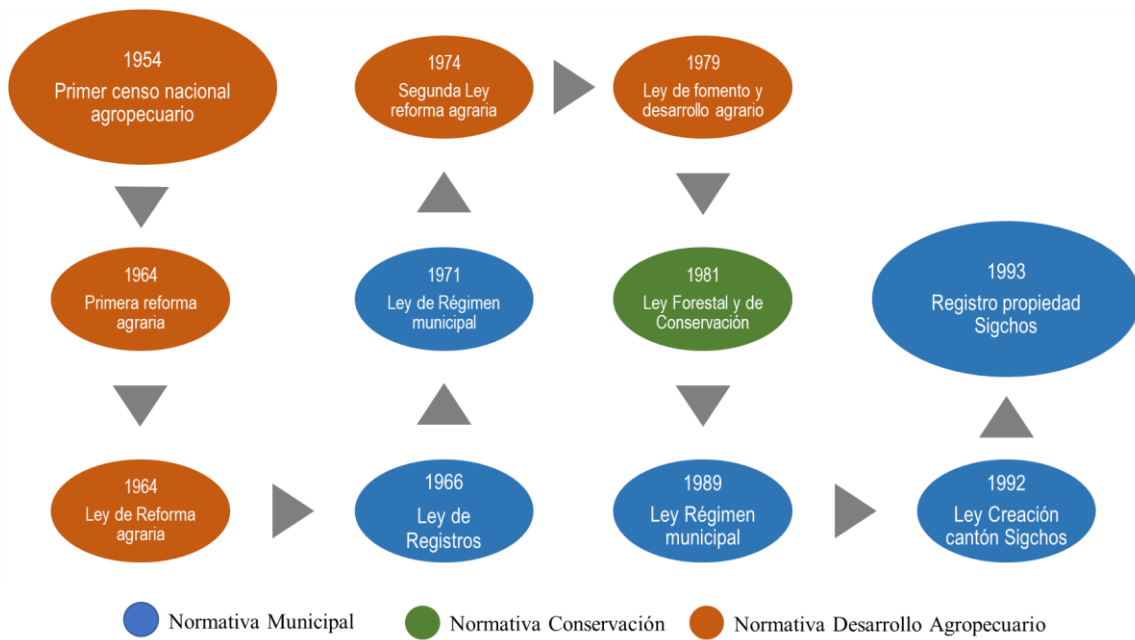 1954
Primer censo nacional
agropecuario
1964
Primera reforma
agraria
1964
Ley de Reforma
agraria
1966
Ley de
Registros
1971
Ley de Régimen
municipal
1974
Segunda Ley
reforma agraria
1979
Ley de fomento y
desarrollo agrario
1981
Ley Forestal y de
Conservación
1989
Ley Régimen
municipal
1992
Ley Creación
cantón Sigchos
1993
Registro propiedad
Sigchos
Normativa Municipal
Normativa Conservación
Normativa Desarrollo Agropecuario